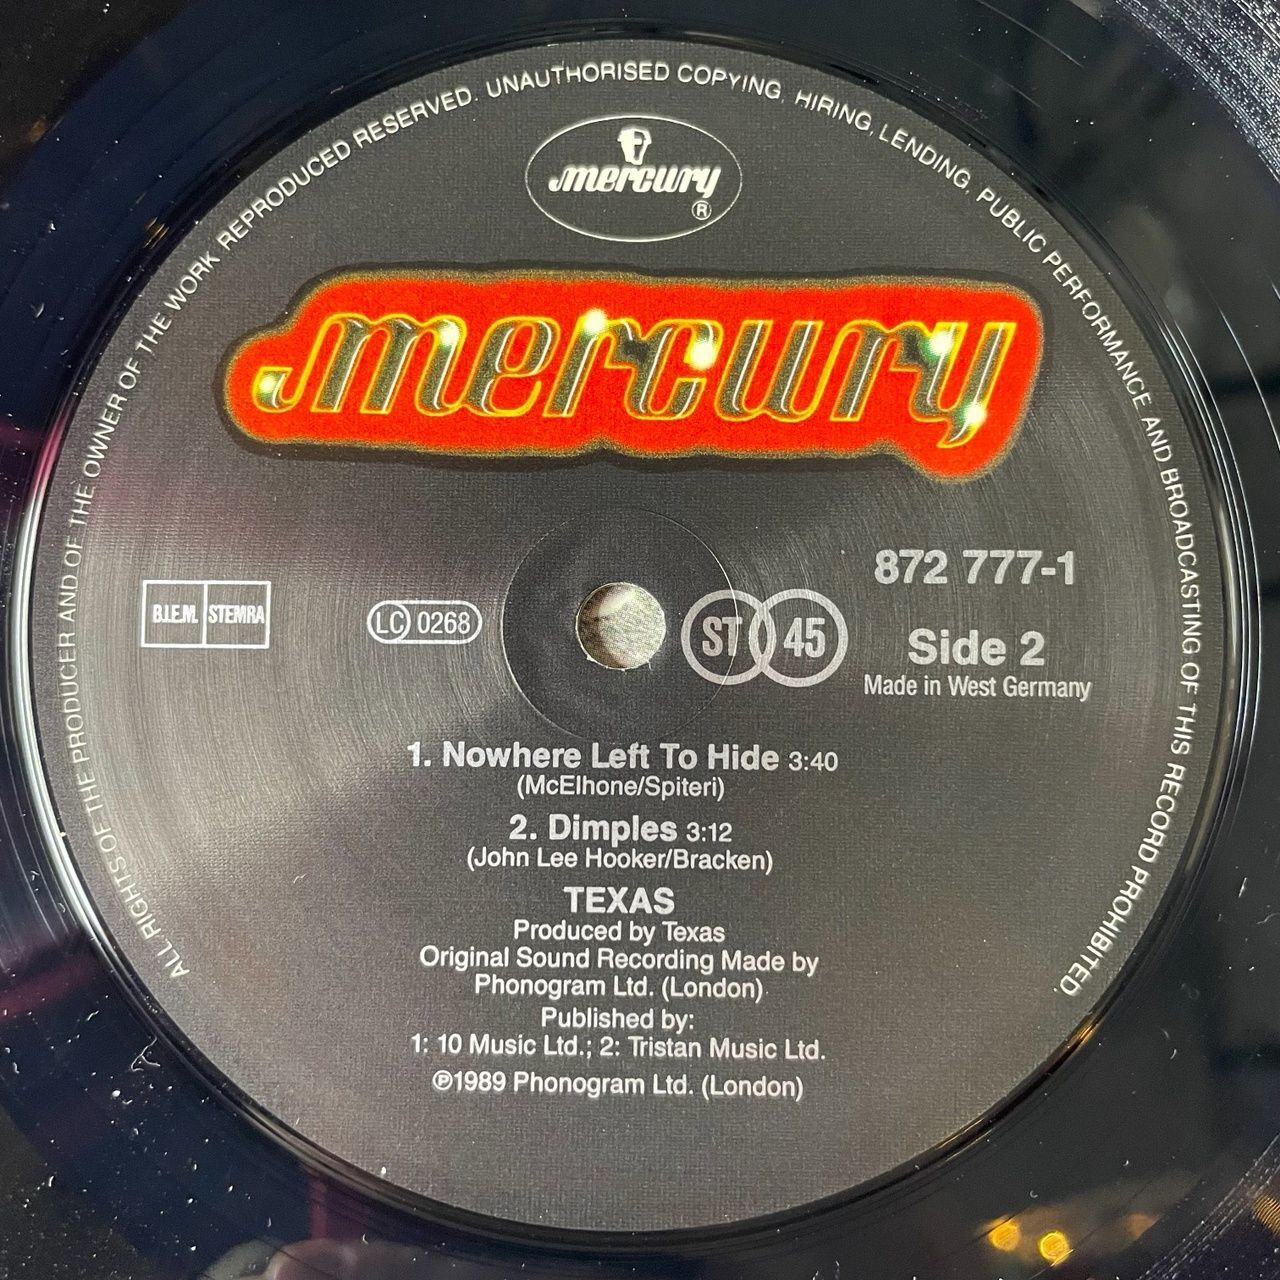 ALL RIGHTS OF THE PRODUCER AND OF THE OWNER OF THE WORK REPRODUCED RESERVED. UNAUTHORISED COPYING, HIRING, LENDING, PUBLIC PERFORMANCE AND BROADCASTING OF THIS RECORD PROHIBITED.
mercury
®
mercury
872 777-1
B.I.E.M. STEMRA
LC 0268
ST 45
Side 2
Made in West Germany
1. Nowhere Left To Hide 3:40
(McElhone/Spiteri)
2. Dimples 3:12
(John Lee Hooker/Bracken)
TEXAS
Produced by Texas
Original Sound Recording Made by
Phonogram Ltd. (London)
Published by:
1: 10 Music Ltd.; 2: Tristan Music Ltd.
℗1989 Phonogram Ltd. (London)